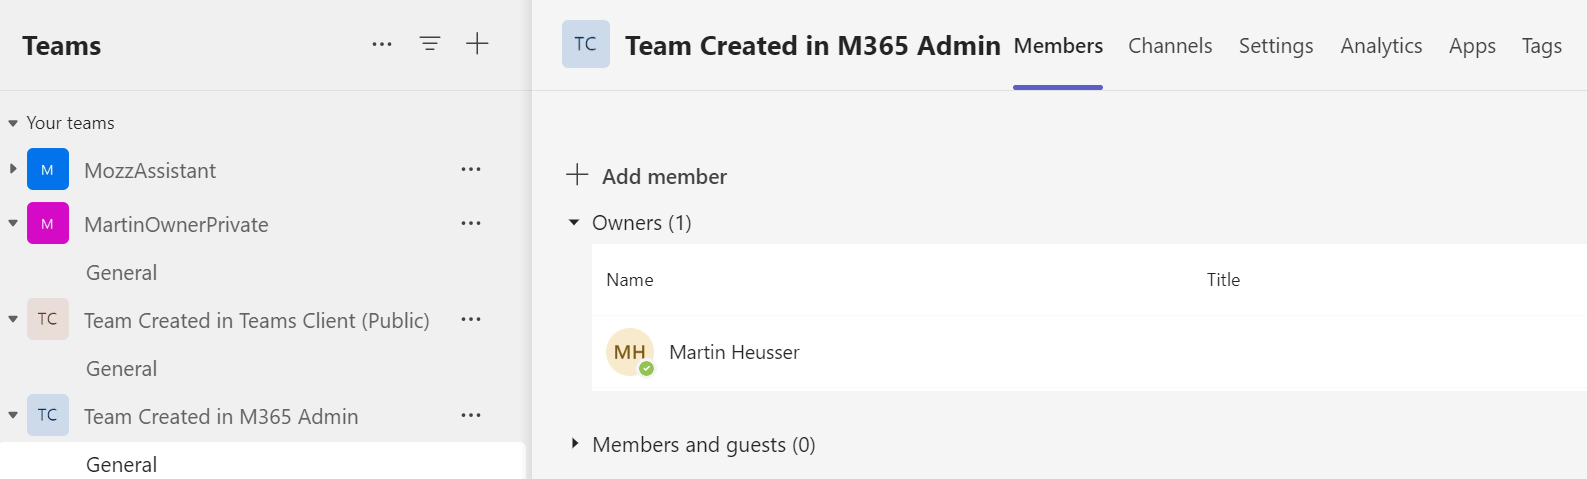 Teams
Your teams
M MozzAssistant
M MartinOwnerPrivate
General
TC Team Created in Teams Client (Public)
General
TC Team Created in M365 Admin
General
TC Team Created in M365 Admin Members Channels Settings Analytics Apps Tags
Add member
Owners (1)
Name Title
MH Martin Heusser
Members and guests (0)